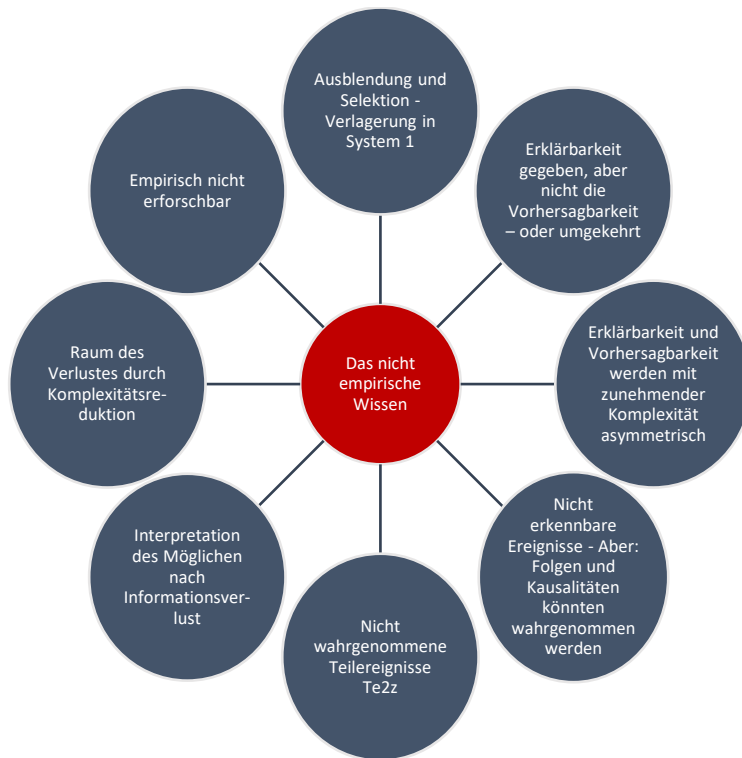 Ausblendung und
Selektion -
Verlagerung in
System 1
Erklärbarkeit
gegeben, aber
nicht die
Vorhersagbarkeit
– oder umgekehrt
Erklärbarkeit und
Vorhersagbarkeit
werden mit
zunehmender
Komplexität
asymmetrisch
Nicht
erkennbare
Ereignisse - Aber:
Folgen und
Kausalitäten
könnten
wahrgenommen
werden
Nicht
wahrgenommene
Teilereignisse
Te2z
Interpretation
des Möglichen
nach
Informationsver-
lust
Raum des
Verlustes durch
Komplexitätsre-
duktion
Empirisch nicht
erforschbar
Das nicht
empirische
Wissen